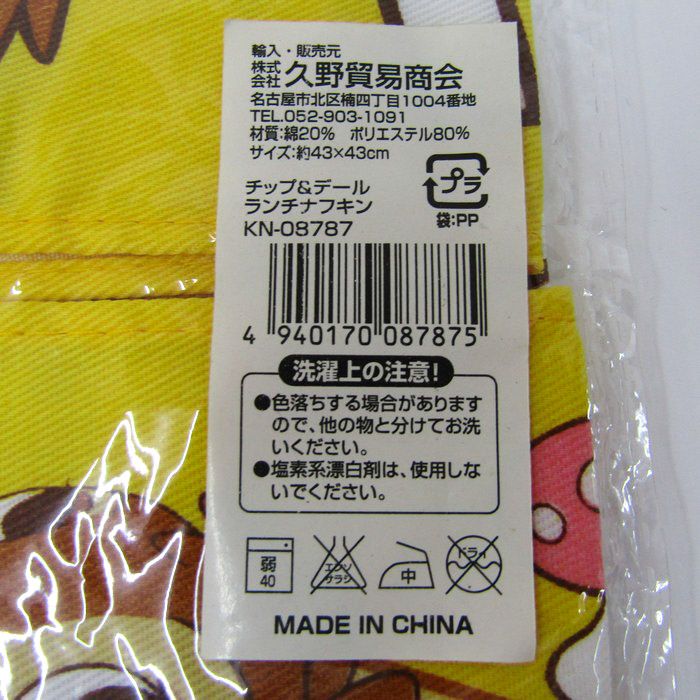 輸入・販売元
株式会社 久野貿易商会
名古屋市北区楠四丁目1004番地
TEL.052-903-1091
材質:綿20% ポリエステル80%
サイズ:約43×43cm
プラ
袋:PP
チップ&デール
ランチナフキン
KN-08787
4 940170 087875
洗濯上の注意!
●色落ちする場合があります
ので、他の物と分けてお洗
いください。
●塩素系漂白剤は、使用しな
いでください。
弱
40
エンソ
サラシ
中
ドライ
MADE IN CHINA